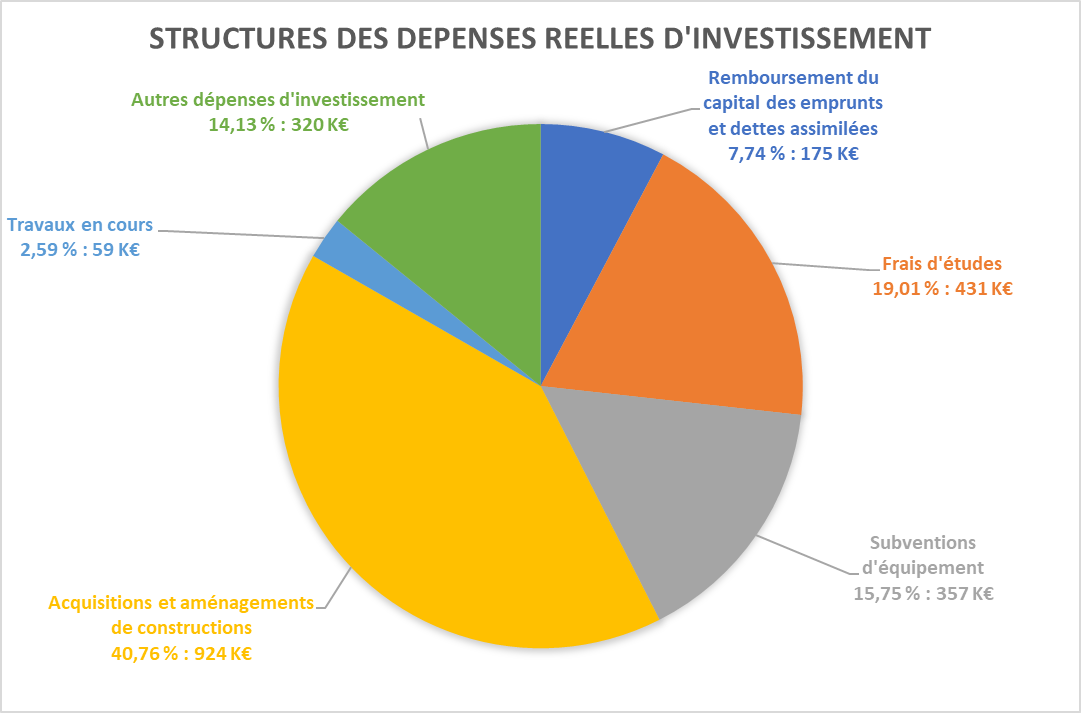 STRUCTURES DES DEPENSES REELLES D'INVESTISSEMENT
Remboursement du
capital des emprunts
et dettes assimilées
7,74 % : 175 K€
Autres dépenses d'investissement
14,13 % : 320 K€
Travaux en cours
2,59 % : 59 K€
Frais d'études
19,01 % : 431 K€
Subventions
d'équipement
15,75 % : 357 K€
Acquisitions et aménagements
de constructions
40,76 % : 924 K€